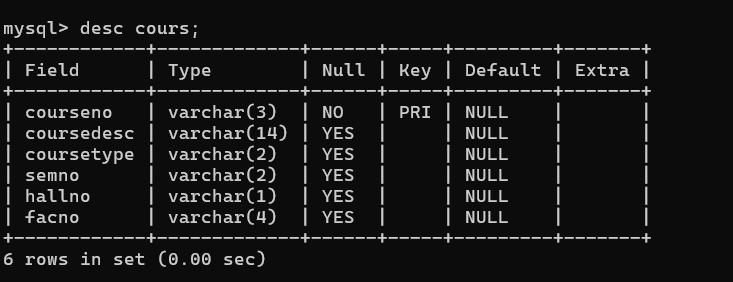 mysql> desc cours;
+------------+-------------+------+-----+---------+-------+
| Field      | Type        | Null | Key | Default | Extra |
+------------+-------------+------+-----+---------+-------+
| courseno   | varchar(3)  | NO   | PRI | NULL    |       |
| coursedesc | varchar(14) | YES  |     | NULL    |       |
| coursetype | varchar(2)  | YES  |     | NULL    |       |
| semno      | varchar(2)  | YES  |     | NULL    |       |
| hallno     | varchar(1)  | YES  |     | NULL    |       |
| facno      | varchar(4)  | YES  |     | NULL    |       |
+------------+-------------+------+-----+---------+-------+
6 rows in set (0.00 sec)